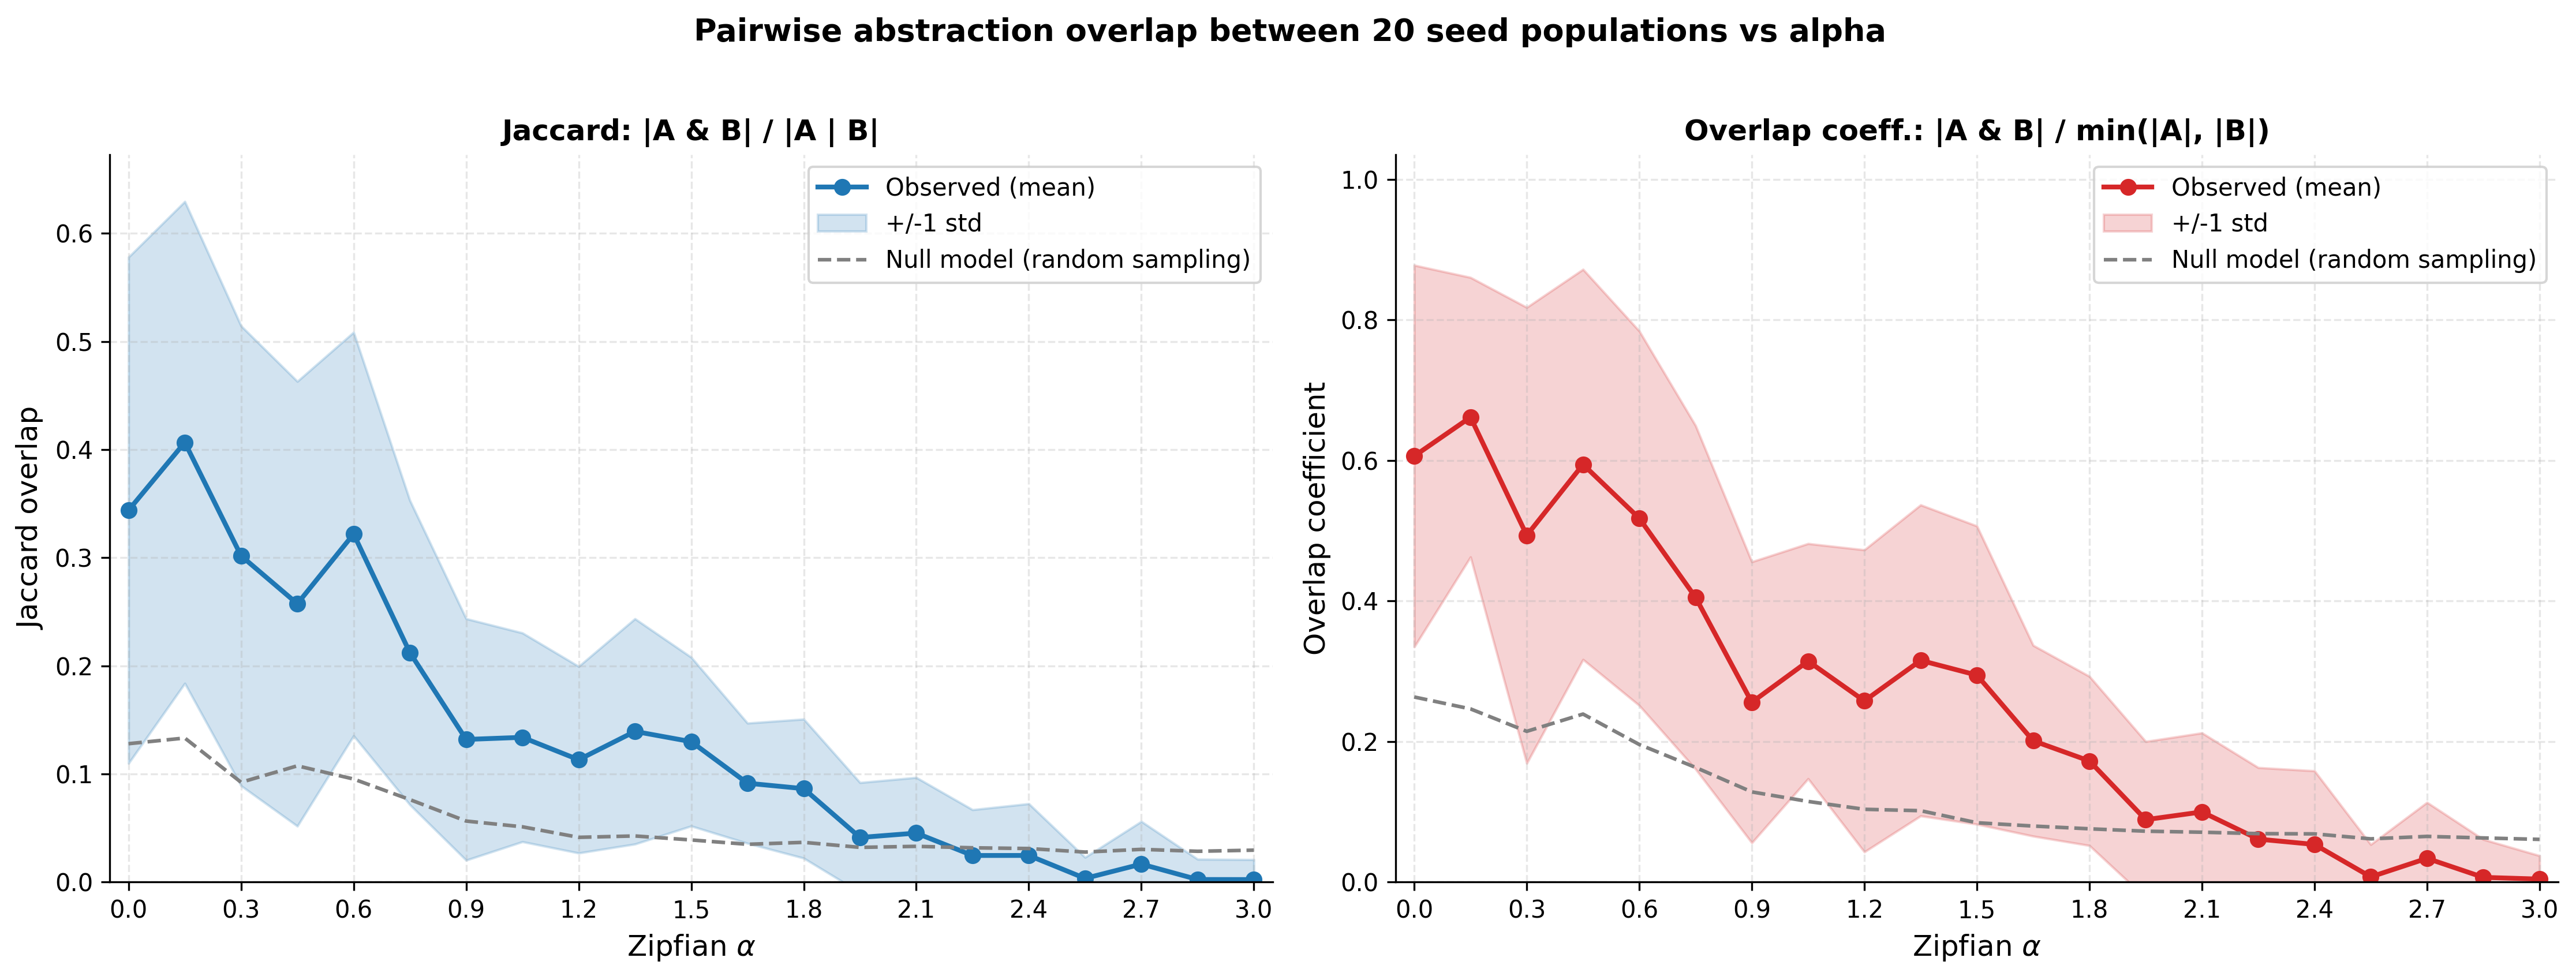 Pairwise abstraction overlap between 20 seed populations vs alpha
Jaccard: |A & B| / |A | B|
Observed (mean)
+/-1 std
Null model (random sampling)
Jaccard overlap
0.6
0.5
0.4
0.3
0.2
0.1
0.0
0.0 0.3 0.6 0.9 1.2 1.5 1.8 2.1 2.4 2.7 3.0
Zipfian α
Overlap coeff.: |A & B| / min(|A|, |B|)
Observed (mean)
+/-1 std
Null model (random sampling)
Overlap coefficient
1.0
0.8
0.6
0.4
0.2
0.0
0.0 0.3 0.6 0.9 1.2 1.5 1.8 2.1 2.4 2.7 3.0
Zipfian α